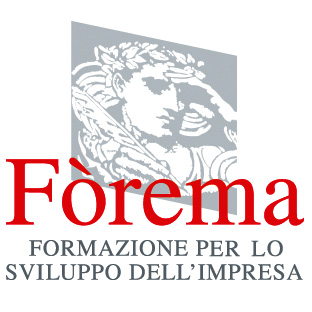 Fòrema
FORMAZIONE PER LO
SVILUPPO DELL'IMPRESA